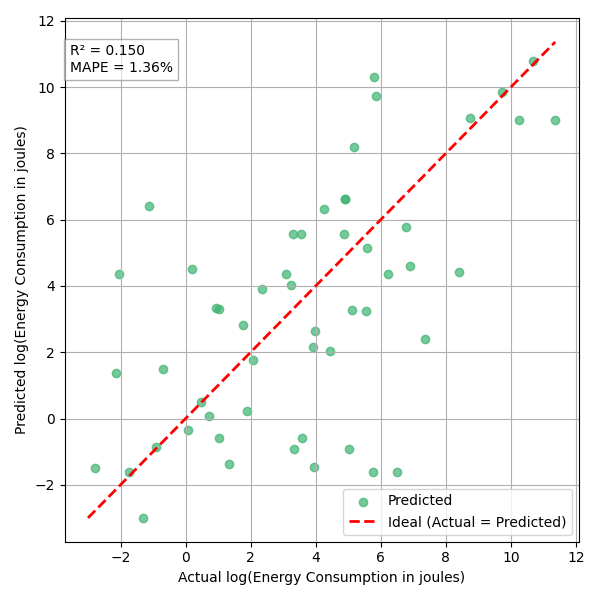 R² = 0.150
MAPE = 1.36%
12
10
8
6
4
2
0
−2
Predicted log(Energy Consumption in joules)
−2 0 2 4 6 8 10 12
Actual log(Energy Consumption in joules)
Predicted
Ideal (Actual = Predicted)